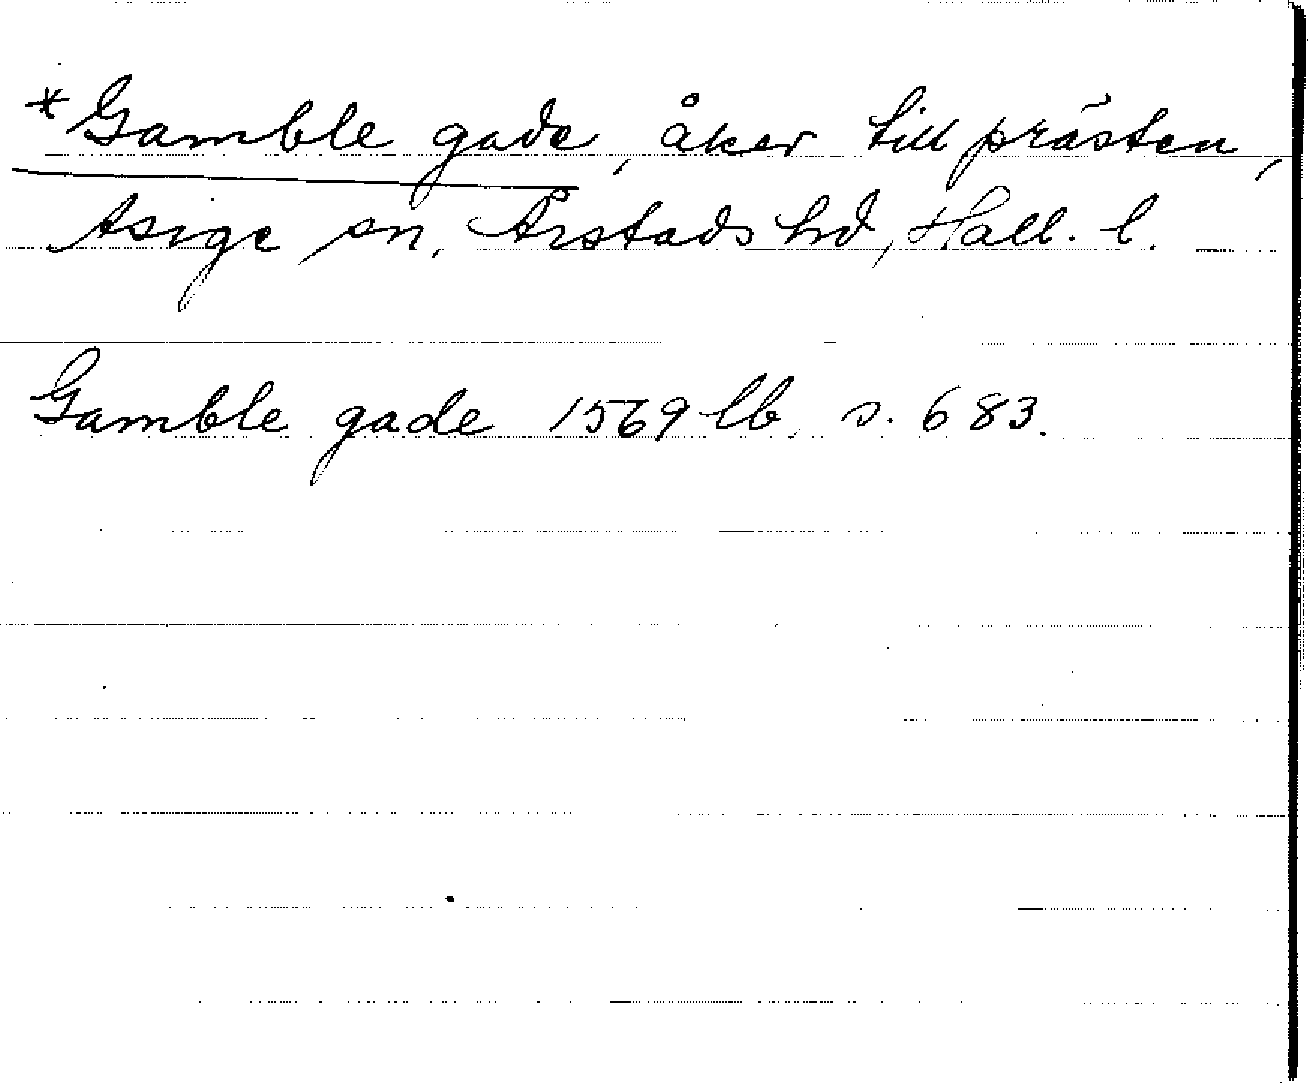 *Gamble gade, åker till prästen,
Asige sn, Årstads hd, Hall. l.
Gamble gade 1569 lb. s. 683.